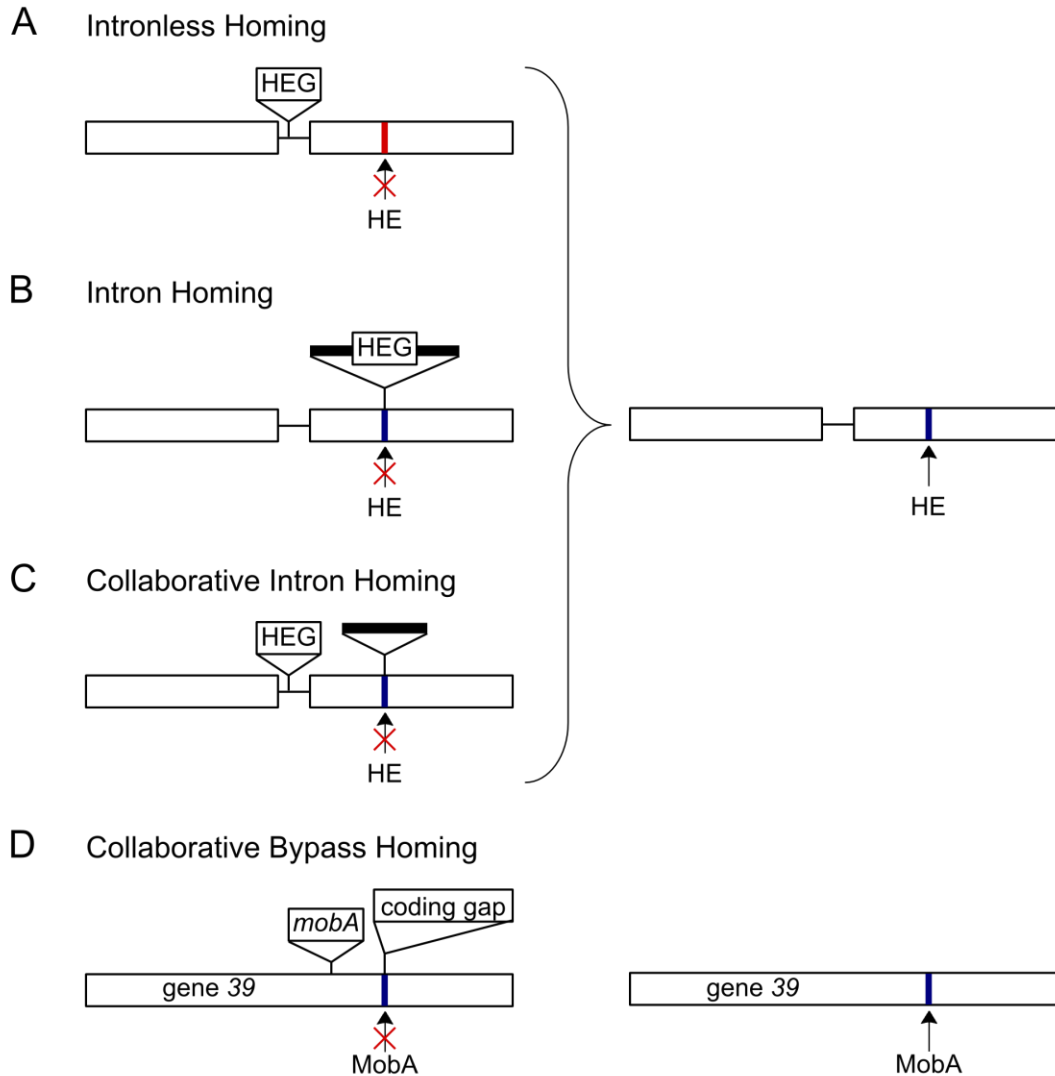 A Intronless Homing
HEG
HE
B Intron Homing
HEG
HE
HE
C Collaborative Intron Homing
HEG
HE
D Collaborative Bypass Homing
mobA
coding gap
gene 39
gene 39
MobA
MobA